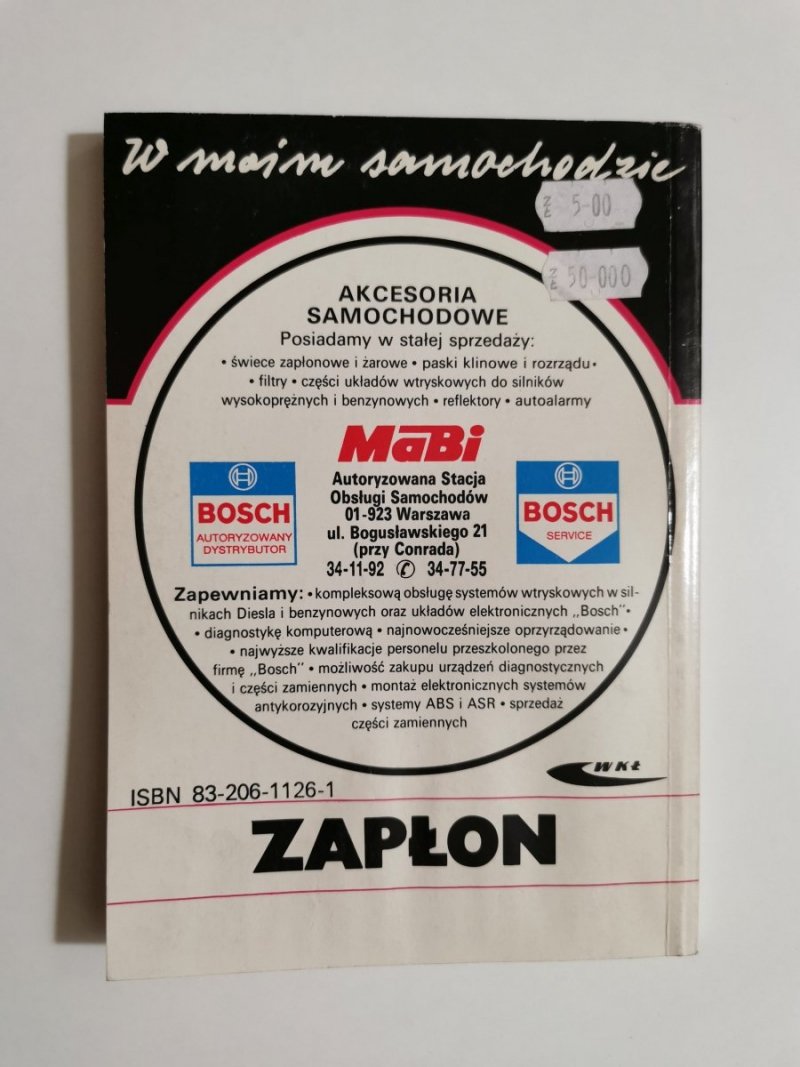 W moim samochodzie
ZŁ 5-00
ZŁ 50-000
AKCESORIA
SAMOCHODOWE
Posiadamy w stałej sprzedaży:
• świece zapłonowe i żarowe • paski klinowe i rozrządu •
• filtry • części układów wtryskowych do silników
wysokoprężnych i benzynowych • reflektory • autoalarmy
MaBi
BOSCH
AUTORYZOWANY
DYSTRYBUTOR
Autoryzowana Stacja
Obsługi Samochodów
01-923 Warszawa
ul. Bogusławskiego 21
(przy Conrada)
34-11-92 ✆ 34-77-55
BOSCH
SERVICE
Zapewniamy: • kompleksową obsługę systemów wtryskowych w sil-
nikach Diesla i benzynowych oraz układów elektronicznych „Bosch" •
• diagnostykę komputerową • najnowocześniejsze oprzyrządowanie •
• najwyższe kwalifikacje personelu przeszkolonego przez
firmę „Bosch" • możliwość zakupu urządzeń diagnostycznych
i części zamiennych • montaż elektronicznych systemów
antykorozyjnych • systemy ABS i ASR • sprzedaż
części zamiennych
WKŁ
ISBN 83-206-1126-1
ZAPŁON